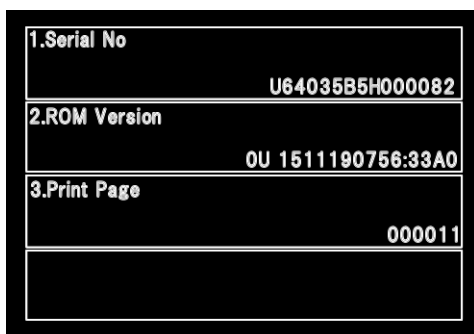 1.Serial No
U64035B5H000082
2.ROM Version
0U 1511190756:33A0
3.Print Page
000011